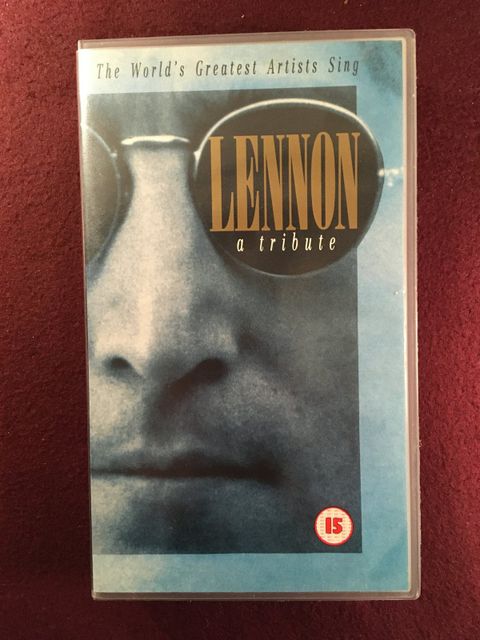 The World's Greatest Artists Sing
LENNON
a tribute
15